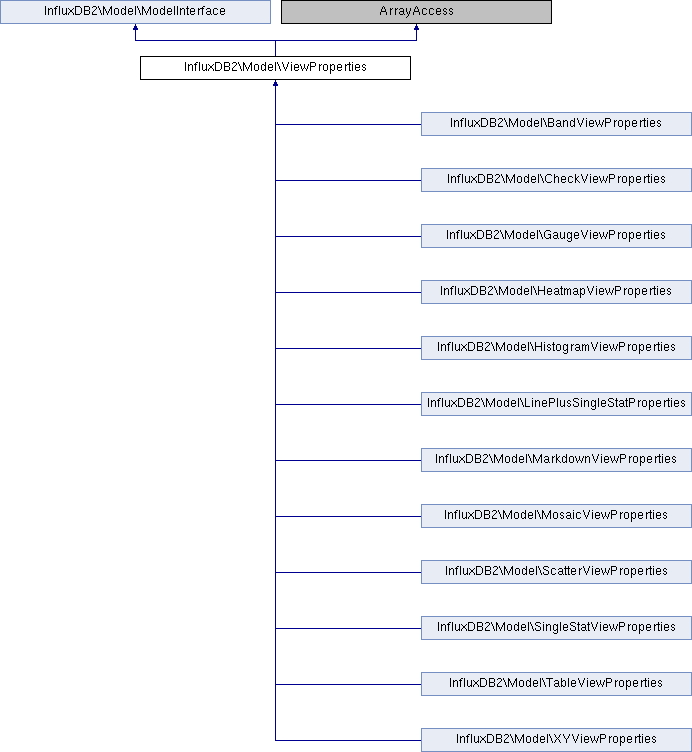 InfluxDB2\Model\ModelInterface
ArrayAccess
InfluxDB2\Model\ViewProperties
InfluxDB2\Model\BandViewProperties
InfluxDB2\Model\CheckViewProperties
InfluxDB2\Model\GaugeViewProperties
InfluxDB2\Model\HeatmapViewProperties
InfluxDB2\Model\HistogramViewProperties
InfluxDB2\Model\LinePlusSingleStatProperties
InfluxDB2\Model\MarkdownViewProperties
InfluxDB2\Model\MosaicViewProperties
InfluxDB2\Model\ScatterViewProperties
InfluxDB2\Model\SingleStatViewProperties
InfluxDB2\Model\TableViewProperties
InfluxDB2\Model\XYViewProperties